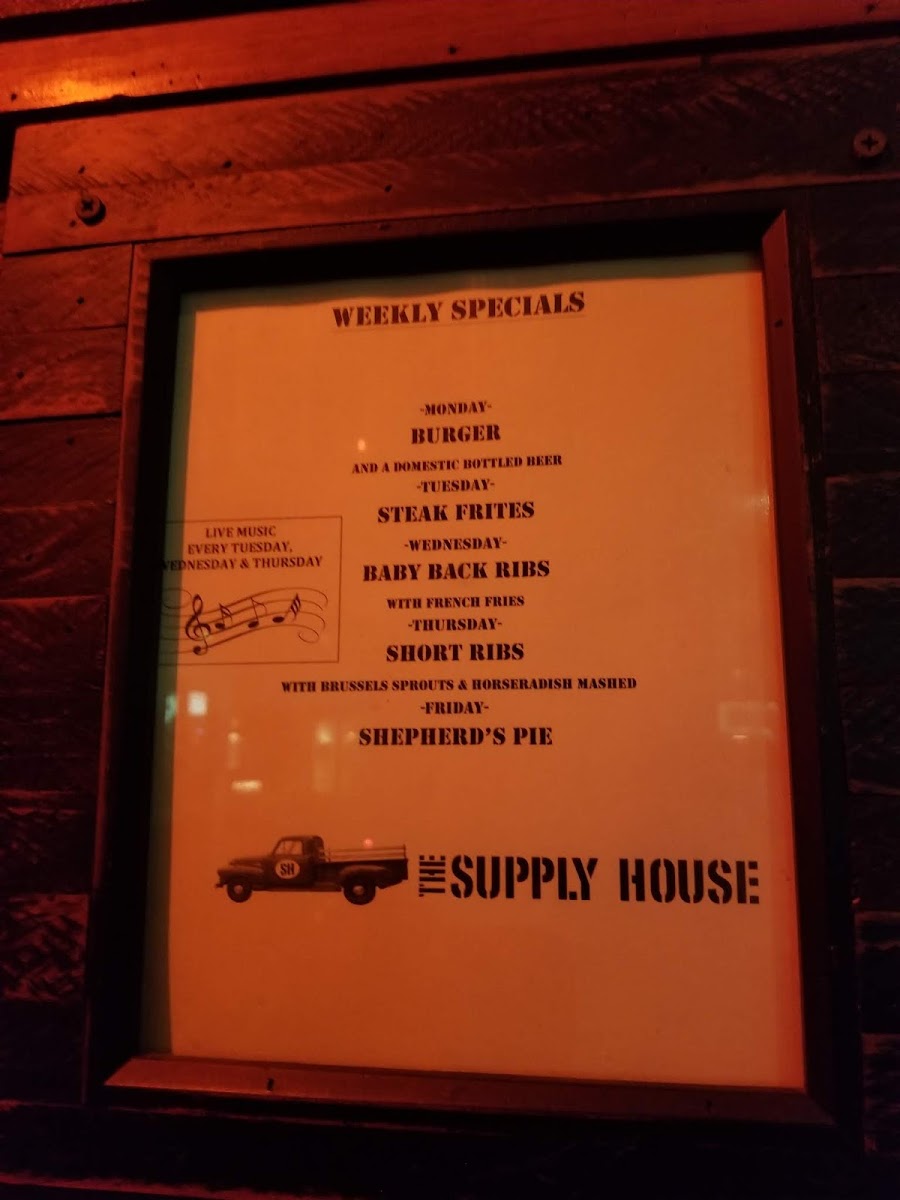 WEEKLY SPECIALS
-MONDAY-
BURGER
AND A DOMESTIC BOTTLED BEER
-TUESDAY-
STEAK FRITES
-WEDNESDAY-
BABY BACK RIBS
WITH FRENCH FRIES
-THURSDAY-
SHORT RIBS
WITH BRUSSELS SPROUTS & HORSERADISH MASHED
-FRIDAY-
SHEPHERD'S PIE
LIVE MUSIC
EVERY TUESDAY,
WEDNESDAY & THURSDAY
SH
THE SUPPLY HOUSE